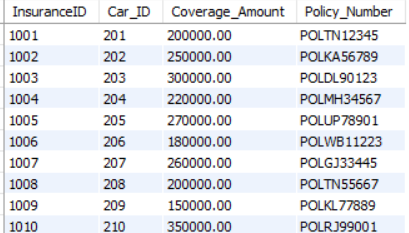 InsuranceID Car_ID Coverage_Amount Policy_Number
1001 201 200000.00 POLTN12345
1002 202 250000.00 POLKA56789
1003 203 300000.00 POLDL90123
1004 204 220000.00 POLMH34567
1005 205 270000.00 POLUP78901
1006 206 180000.00 POLWB11223
1007 207 260000.00 POLGJ33445
1008 208 200000.00 POLTN55667
1009 209 150000.00 POLKL77889
1010 210 350000.00 POLRJ99001